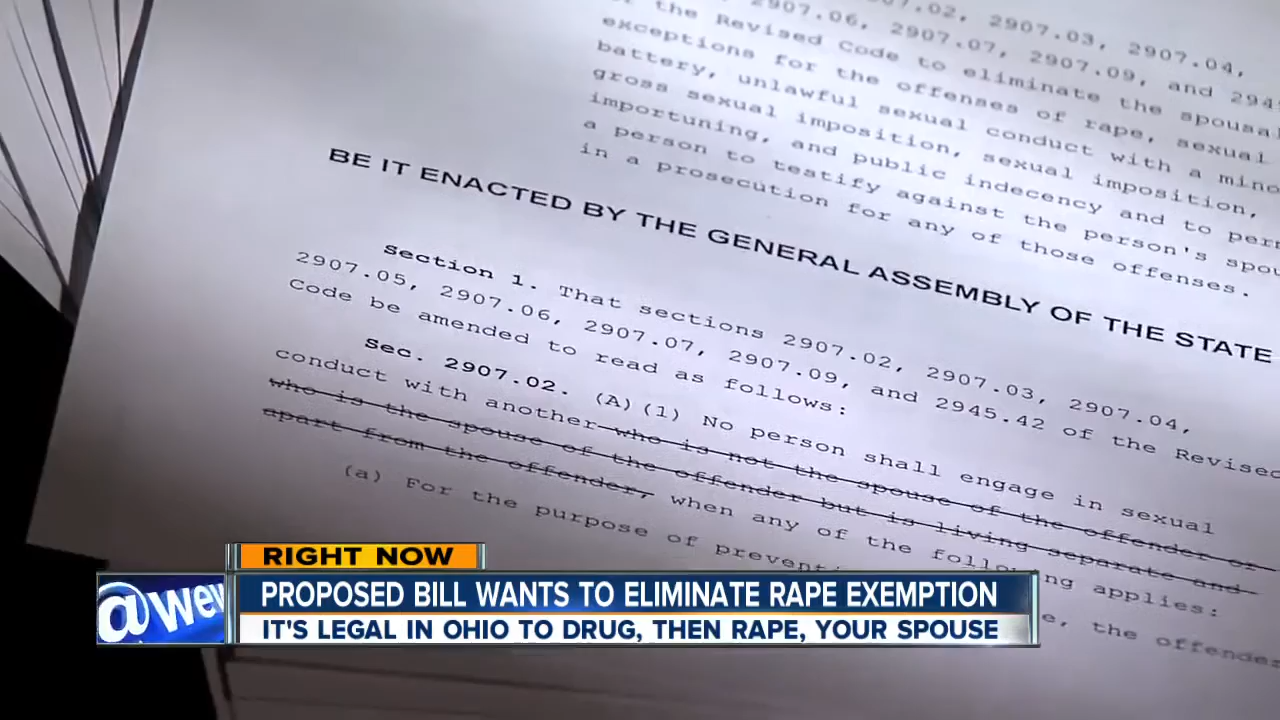 2907.02, 2907.03, 2907.04,
2907.06, 2907.07, 2907.09, and
the Revised Code to eliminate the spousal
exceptions for the offenses of rape, sexual
battery, unlawful sexual conduct with a
gross sexual imposition, sexual imposition,
importuning, and public indecency and to
a person to testify against the person's
in a prosecution for any of those offenses.
BE IT ENACTED BY THE GENERAL ASSEMBLY OF THE STATE
Section 1. That sections 2907.02, 2907.03, 2907.04,
2907.05, 2907.06, 2907.07, 2907.09, and 2945.42 of the Revised
Code be amended to read as follows:
Sec. 2907.02. (A)(1) No person shall engage in sexual
conduct with another who is not the spouse of the offender or
who is the spouse of the offender but is living separate and
apart from the offender, when any of the following applies:
(a) For the purpose of
the offender
RIGHT NOW
PROPOSED BILL WANTS TO ELIMINATE RAPE EXEMPTION
IT'S LEGAL IN OHIO TO DRUG, THEN RAPE, YOUR SPOUSE